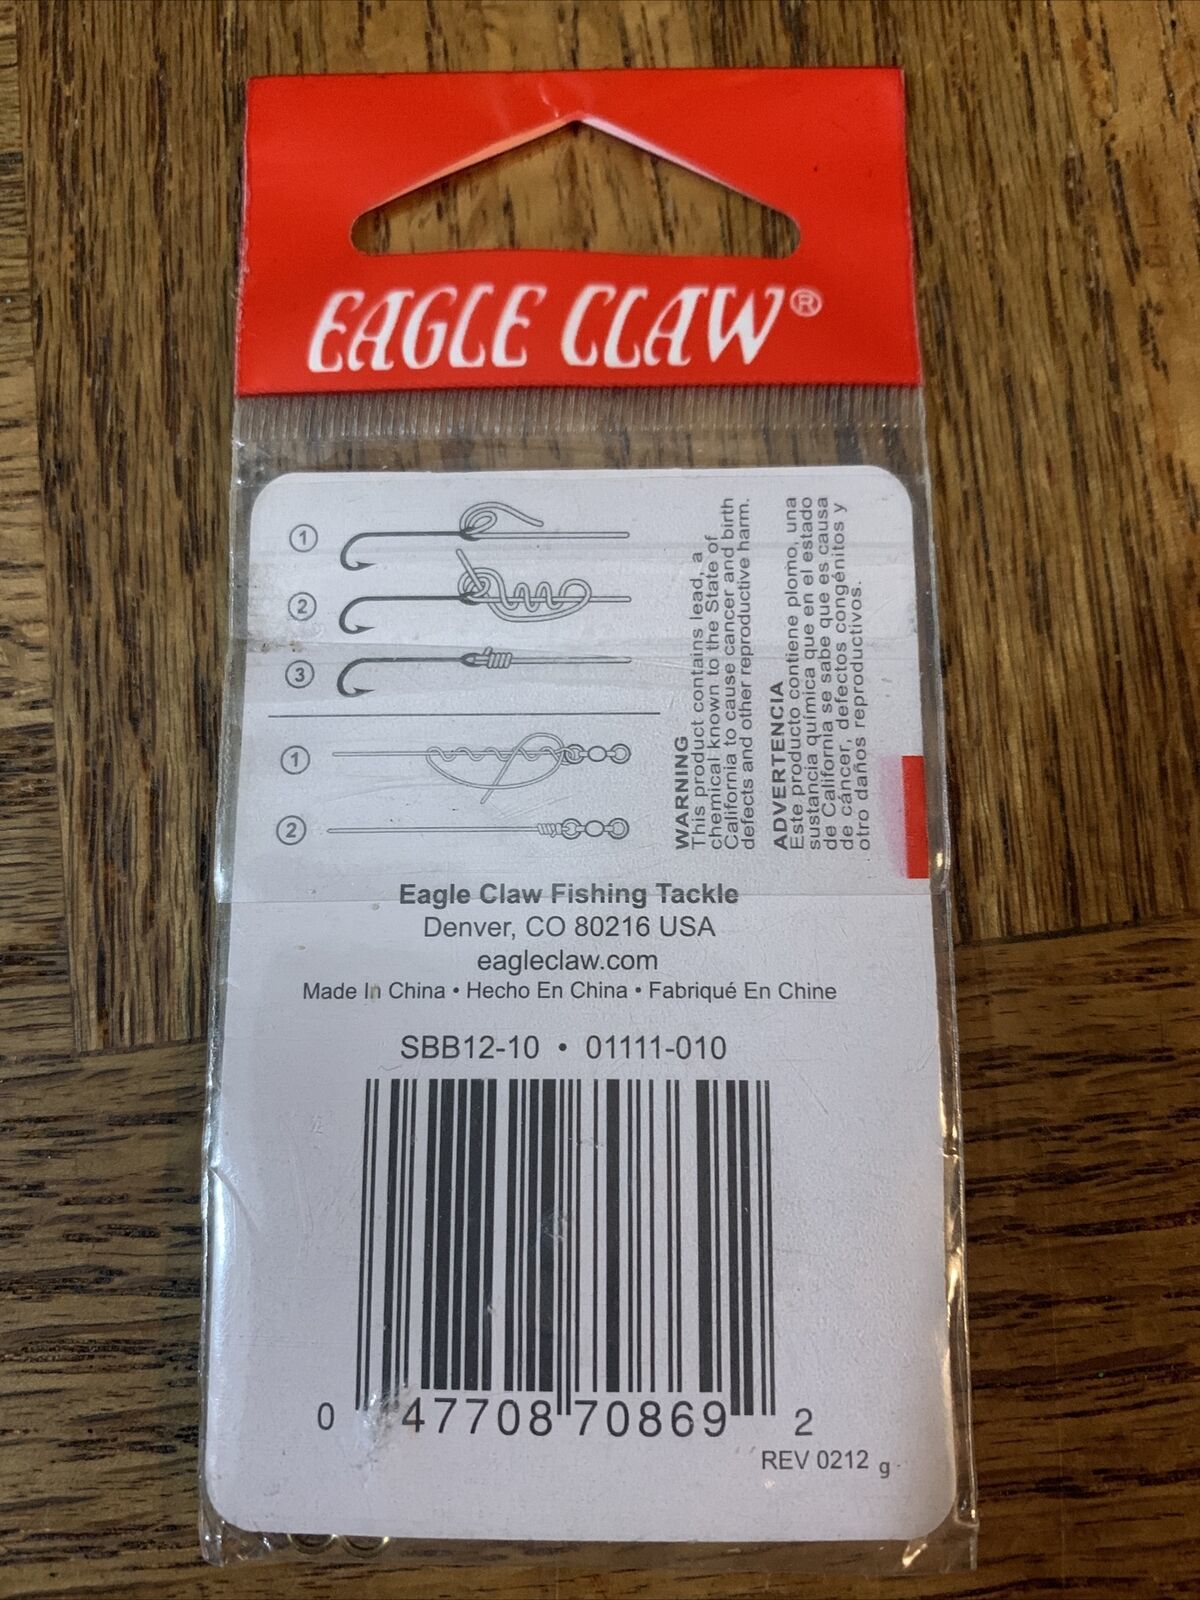 EAGLE CLAW®
1
2
3
1
2
WARNING
This product contains lead, a
chemical known to the State of
California to cause cancer and birth
defects and other reproductive harm.
ADVERTENCIA
Este producto contiene plomo, una
sustancia química que en el estado
de California se sabe que es causa
de cáncer, defectos congénitos y
otro daños reproductivos.
Eagle Claw Fishing Tackle
Denver, CO 80216 USA
eagleclaw.com
Made In China • Hecho En China • Fabriqué En Chine
SBB12-10 • 01111-010
0 47708 70869 2
REV 0212 g